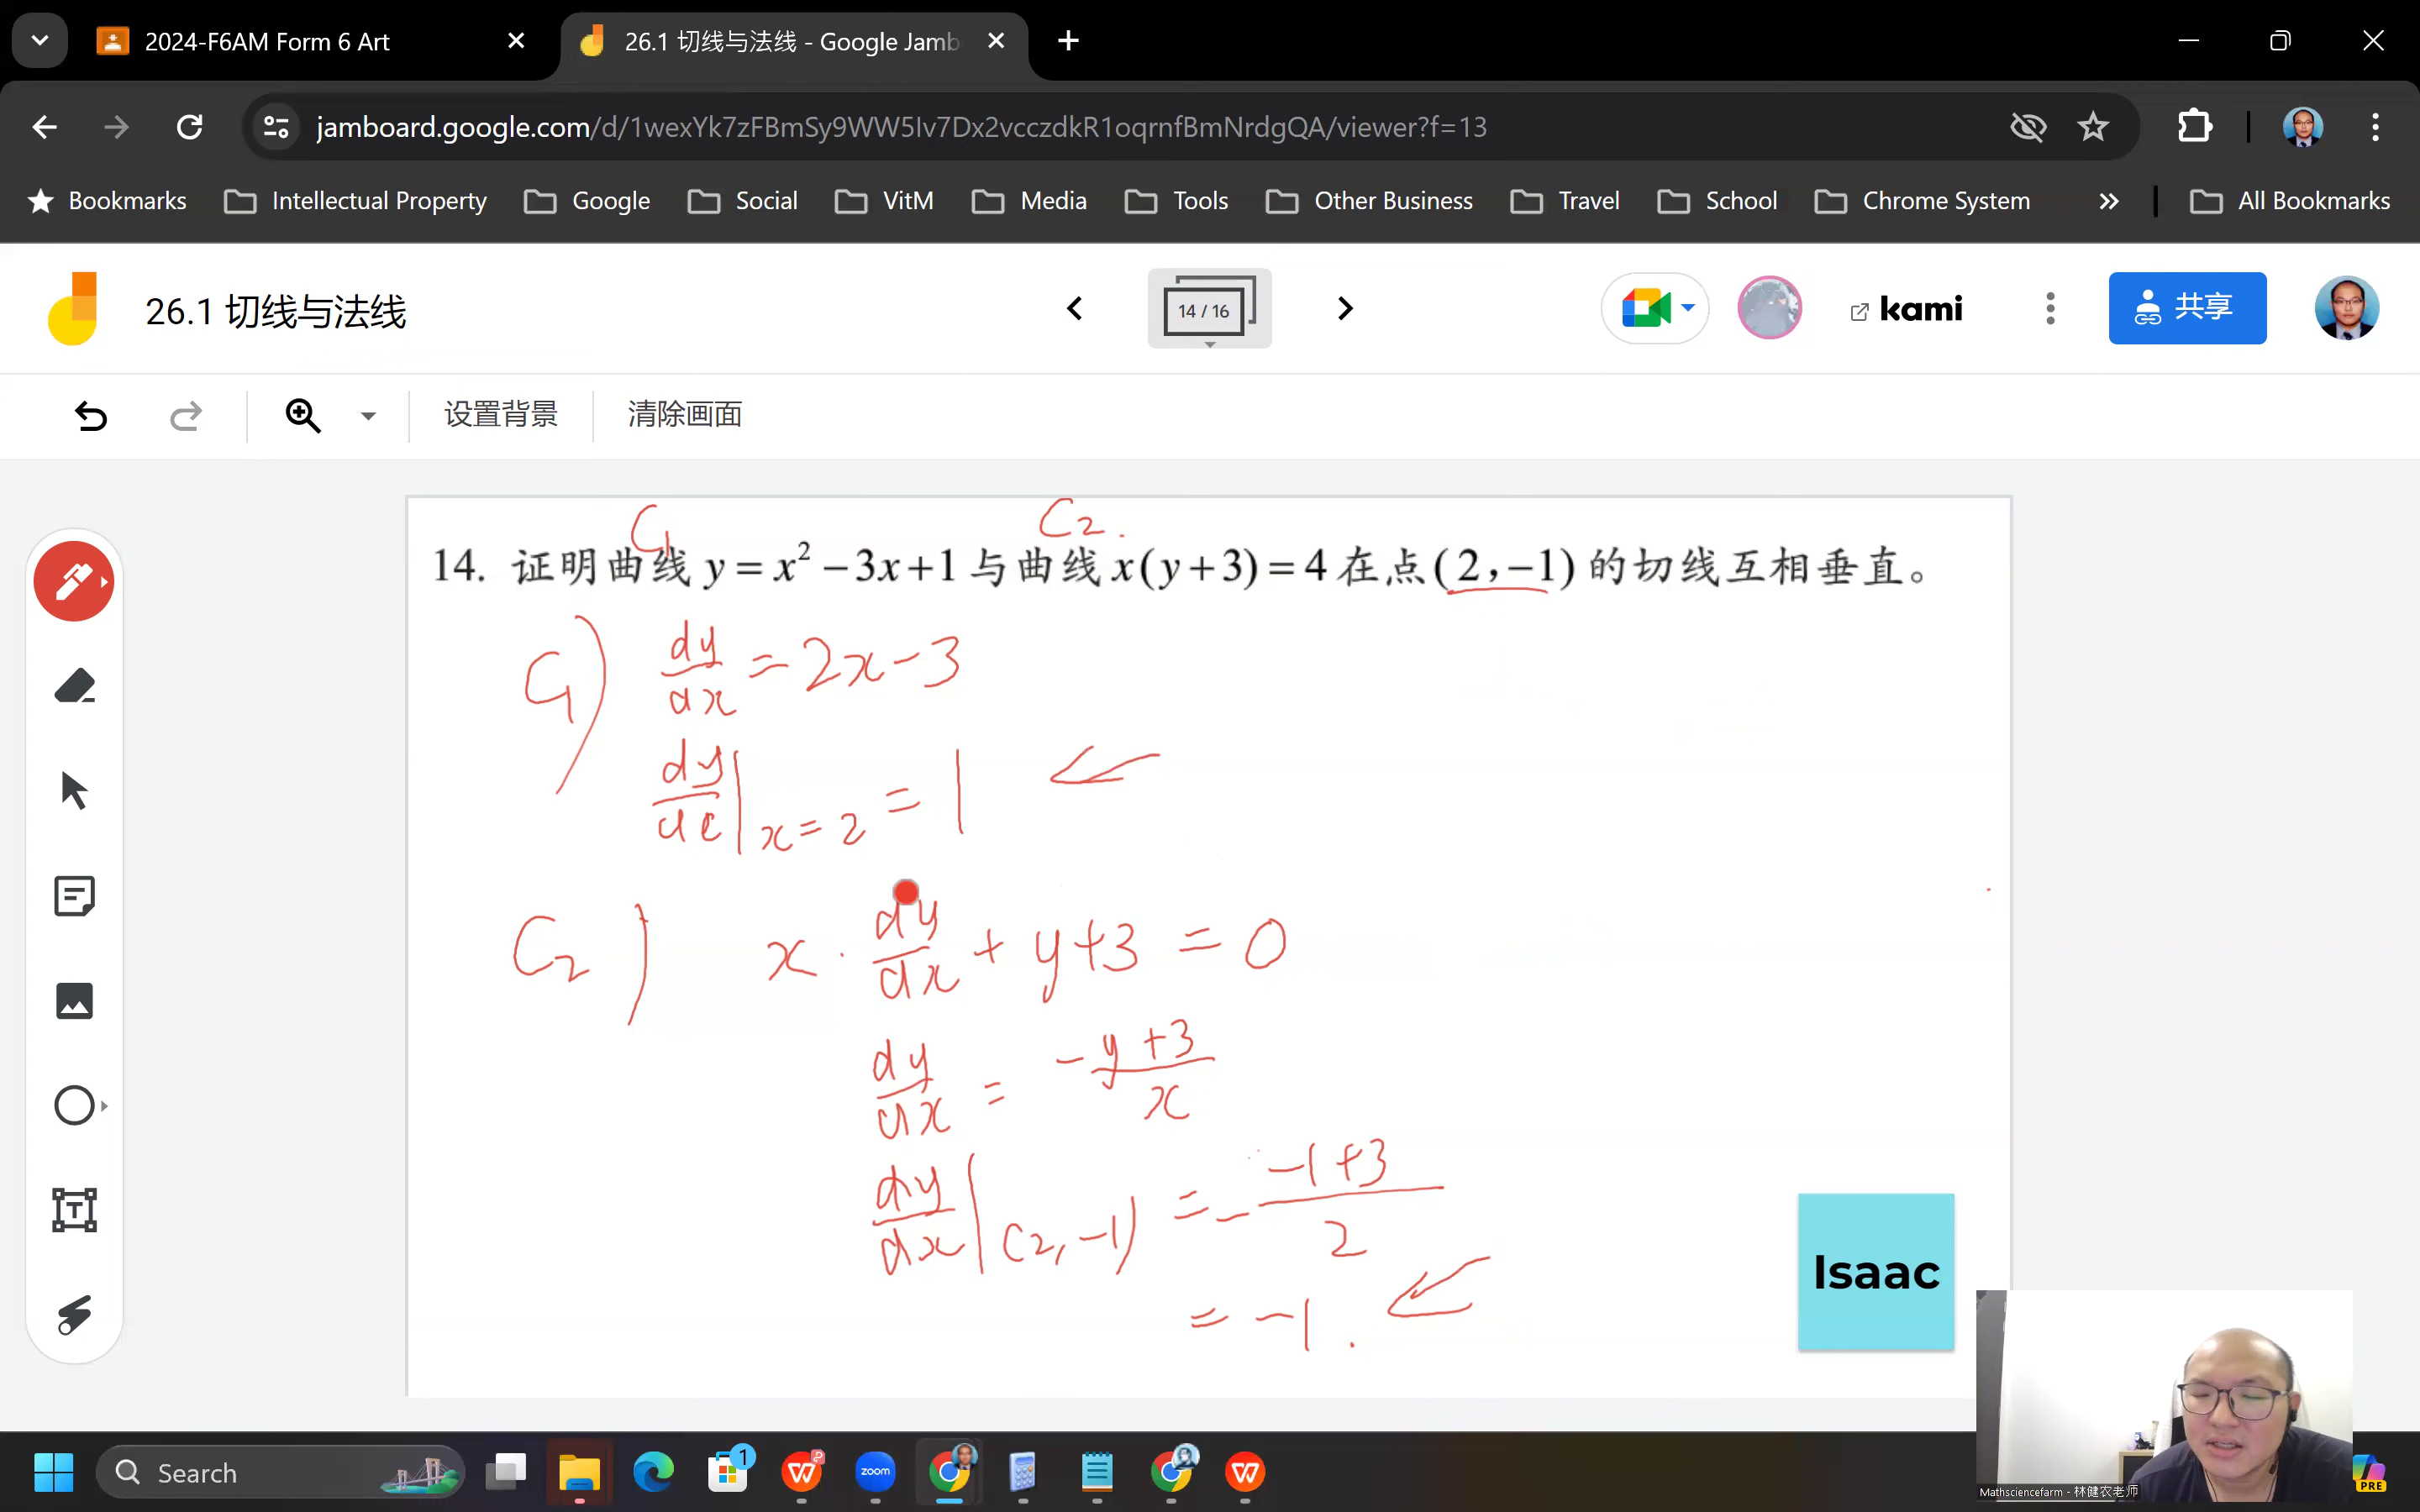 2024-F6AM Form 6 Art
26.1 切线与法线 - Google Jamb
jamboard.google.com/d/1wexYk7zFBmSy9WW5Iv7Dx2vcczdkR1oqrnfBmNrdgQA/viewer?f=13
Bookmarks Intellectual Property Google Social VitM Media Tools Other Business Travel School Chrome System » All Bookmarks
26.1 切线与法线
14 / 16
kami
共享
设置背景 清除画面
C1 C2.
14. 证明曲线 y = x² − 3x + 1 与曲线 x(y + 3) = 4 在点 (2, −1) 的切线互相垂直。
C1) dy/dx = 2x − 3
dy/dx | x=2 = 1
C2) x · dy/dx + y + 3 = 0
dy/dx = − y+3 / x
dy/dx | (2, −1) = − −1+3 / 2
= −1.
Isaac
Mathsciencefarm - 林健农老师
Search
1
zoom
PRE